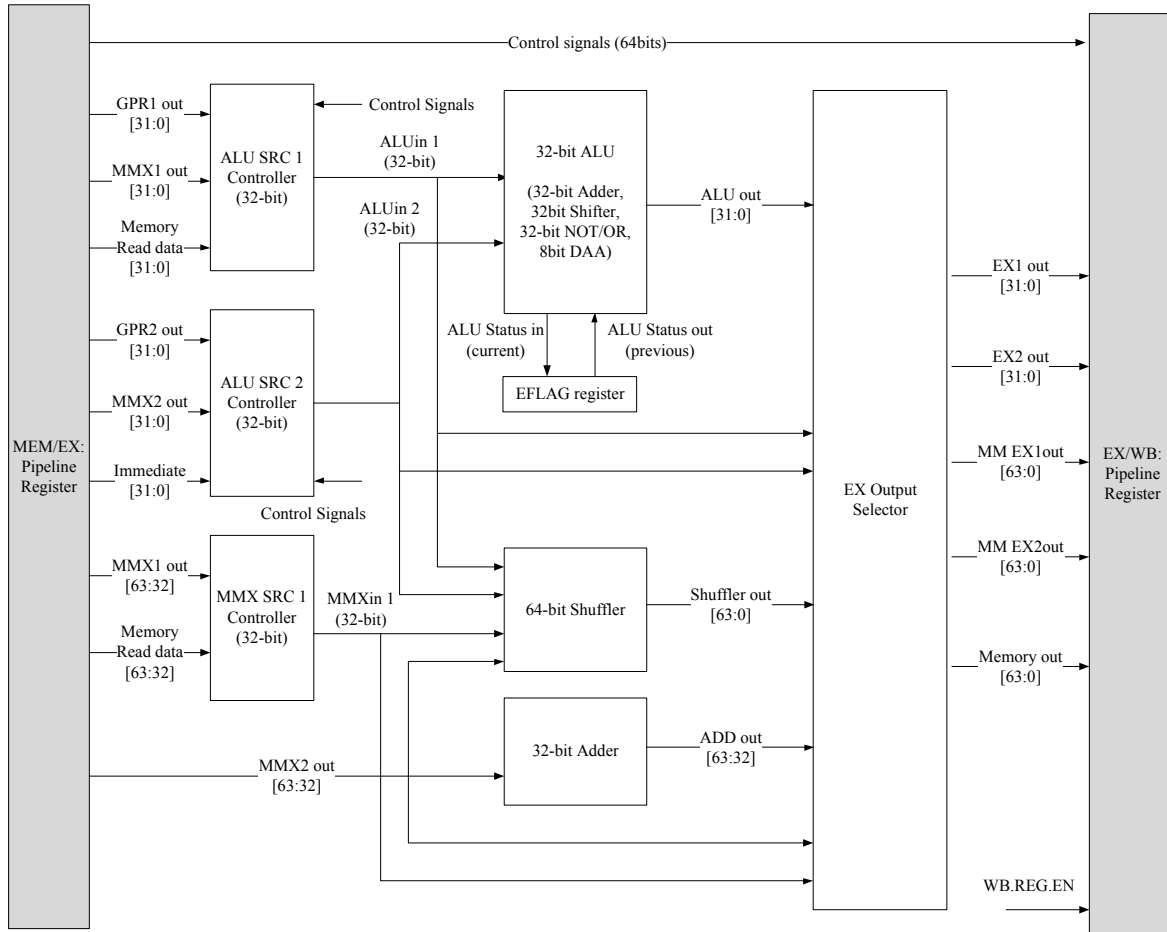 Control signals (64bits)
GPR1 out
[31:0]
MMX1 out
[31:0]
Memory
Read data
[31:0]
ALU SRC 1
Controller
(32-bit)
Control Signals
ALUin 1
(32-bit)
ALUin 2
(32-bit)
32-bit ALU
(32-bit Adder,
32bit Shifter,
32-bit NOT/OR,
8bit DAA)
ALU out
[31:0]
ALU Status in
(current)
ALU Status out
(previous)
EFLAG register
GPR2 out
[31:0]
MMX2 out
[31:0]
Immediate
[31:0]
ALU SRC 2
Controller
(32-bit)
Control Signals
MEM/EX:
Pipeline
Register
MMX1 out
[63:32]
Memory
Read data
[63:32]
MMX SRC 1
Controller
(32-bit)
MMXin 1
(32-bit)
64-bit Shuffler
Shuffler out
[63:0]
MMX2 out
[63:32]
32-bit Adder
ADD out
[63:32]
EX Output
Selector
EX1 out
[31:0]
EX2 out
[31:0]
MM EX1out
[63:0]
MM EX2out
[63:0]
Memory out
[63:0]
WB.REG.EN
EX/WB:
Pipeline
Register